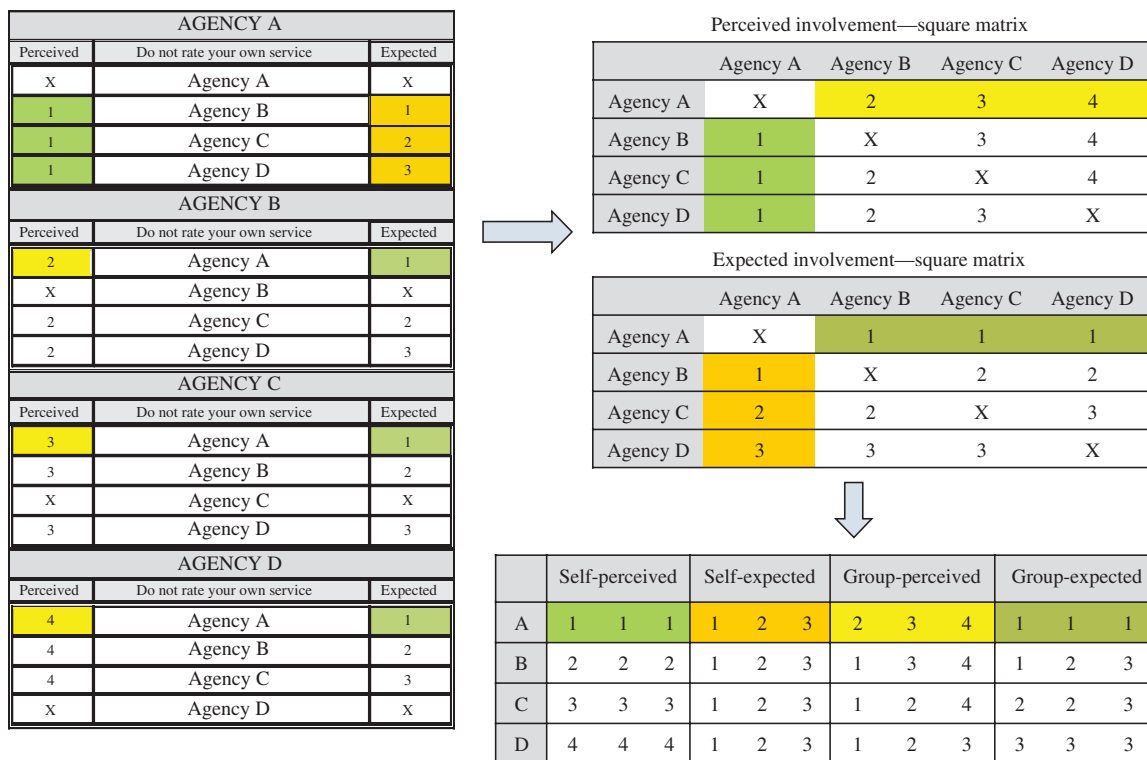 AGENCY A
Perceived Do not rate your own service Expected
X Agency A X
1 Agency B 1
1 Agency C 2
1 Agency D 3
AGENCY B
Perceived Do not rate your own service Expected
2 Agency A 1
X Agency B X
2 Agency C 2
2 Agency D 3
AGENCY C
Perceived Do not rate your own service Expected
3 Agency A 1
3 Agency B 2
X Agency C X
3 Agency D 3
AGENCY D
Perceived Do not rate your own service Expected
4 Agency A 1
4 Agency B 2
4 Agency C 3
X Agency D X
Perceived involvement—square matrix
Agency A Agency B Agency C Agency D
Agency A X 2 3 4
Agency B 1 X 3 4
Agency C 1 2 X 4
Agency D 1 2 3 X
Expected involvement—square matrix
Agency A Agency B Agency C Agency D
Agency A X 1 1 1
Agency B 1 X 2 2
Agency C 2 2 X 3
Agency D 3 3 3 X
Self-perceived Self-expected Group-perceived Group-expected
A 1 1 1 1 2 3 2 3 4 1 1 1
B 2 2 2 1 2 3 1 3 4 1 2 3
C 3 3 3 1 2 3 1 2 4 2 2 3
D 4 4 4 1 2 3 1 2 3 3 3 3